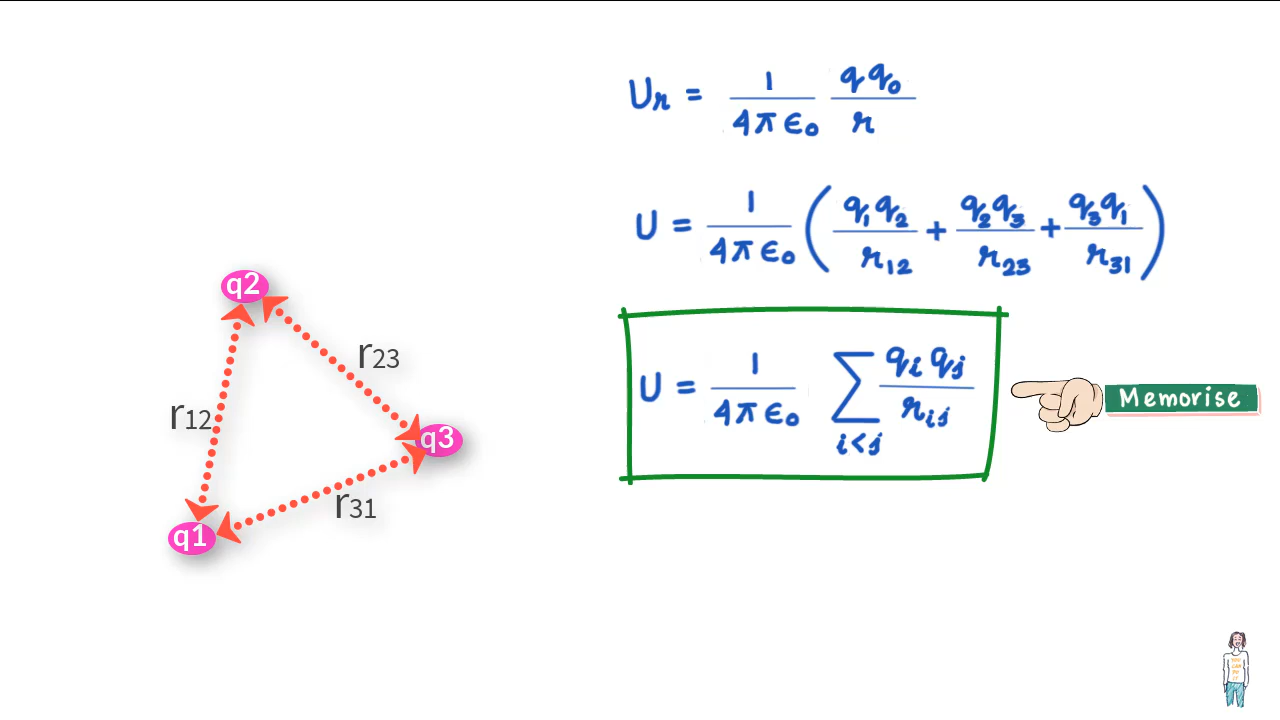 Ur = 1/4πϵ₀ qq₀/r
U = 1/4πϵ₀ (q₁q₂/r₁₂ + q₂q₃/r₂₃ + q₃q₁/r₃₁)
U = 1/4πϵ₀ ∑i<j qᵢqⱼ/rᵢⱼ
Memorise
q2
r23
r12
q3
r31
q1